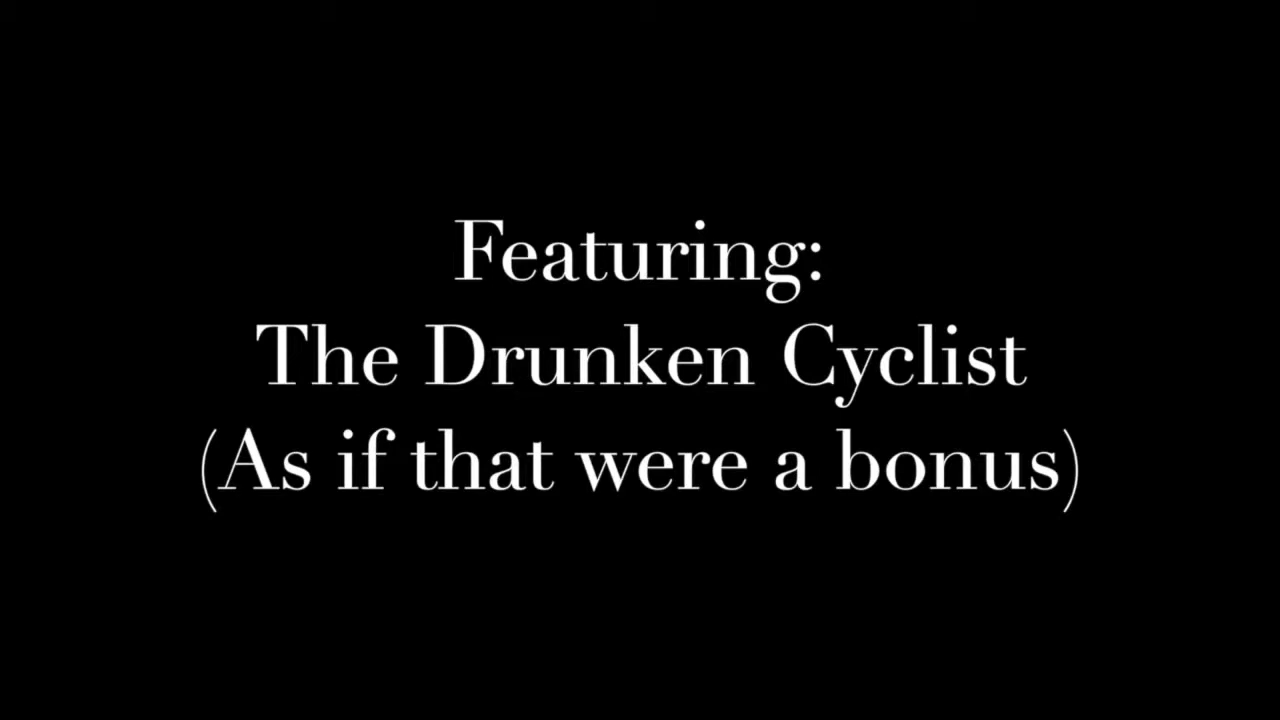 Featuring:
The Drunken Cyclist
(As if that were a bonus)